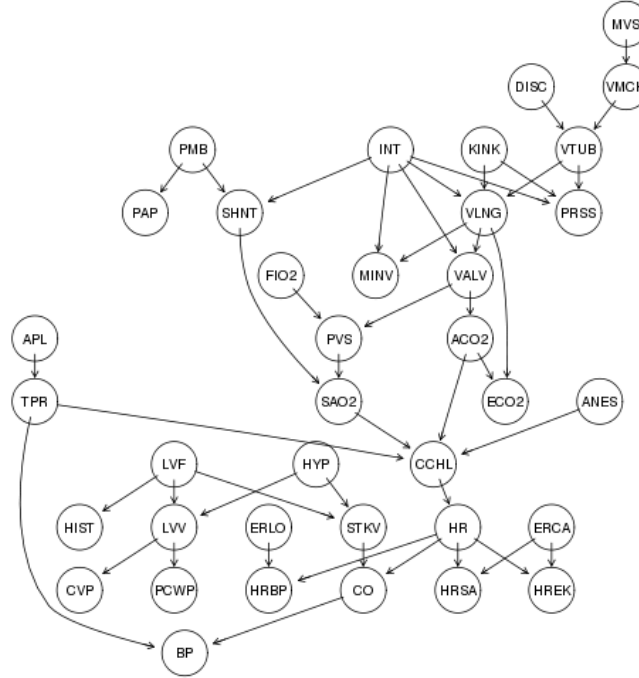 MVS
DISC VMCH
PMB INT KINK VTUB
PAP SHNT VLNG PRSS
FIO2 MINV VALV
APL PVS ACO2
TPR SAO2 ECO2 ANES
LVF HYP CCHL
HIST LVV ERLO STKV HR ERCA
CVP PCWP HRBP CO HRSA HREK
BP